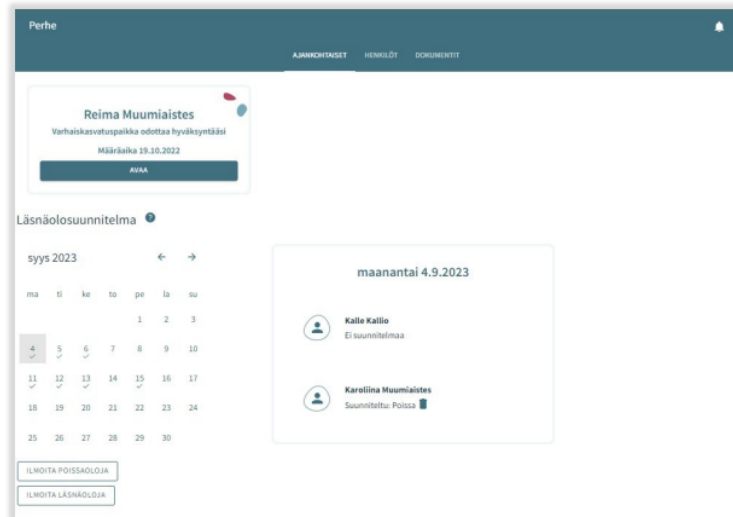 Perhe
AJANKOHTAISET HENKILÖT DOKUMENTIT
Reima Muumiaistes
Varhaiskasvatuspaikka odottaa hyväksyntääsi
Määräaika 19.10.2022
AVAA
Läsnäolosuunnitelma ?
syys 2023 ← →
ma ti ke to pe la su
1 2 3
4 5 6 7 8 9 10
11 12 13 14 15 16 17
18 19 20 21 22 23 24
25 26 27 28 29 30
maanantai 4.9.2023
Kalle Kallio
Ei suunnitelmaa
Karoliina Muumiaistes
Suunniteltu: Poissa
ILMOITA POISSAOLOJA
ILMOITA LÄSNÄOLOJA